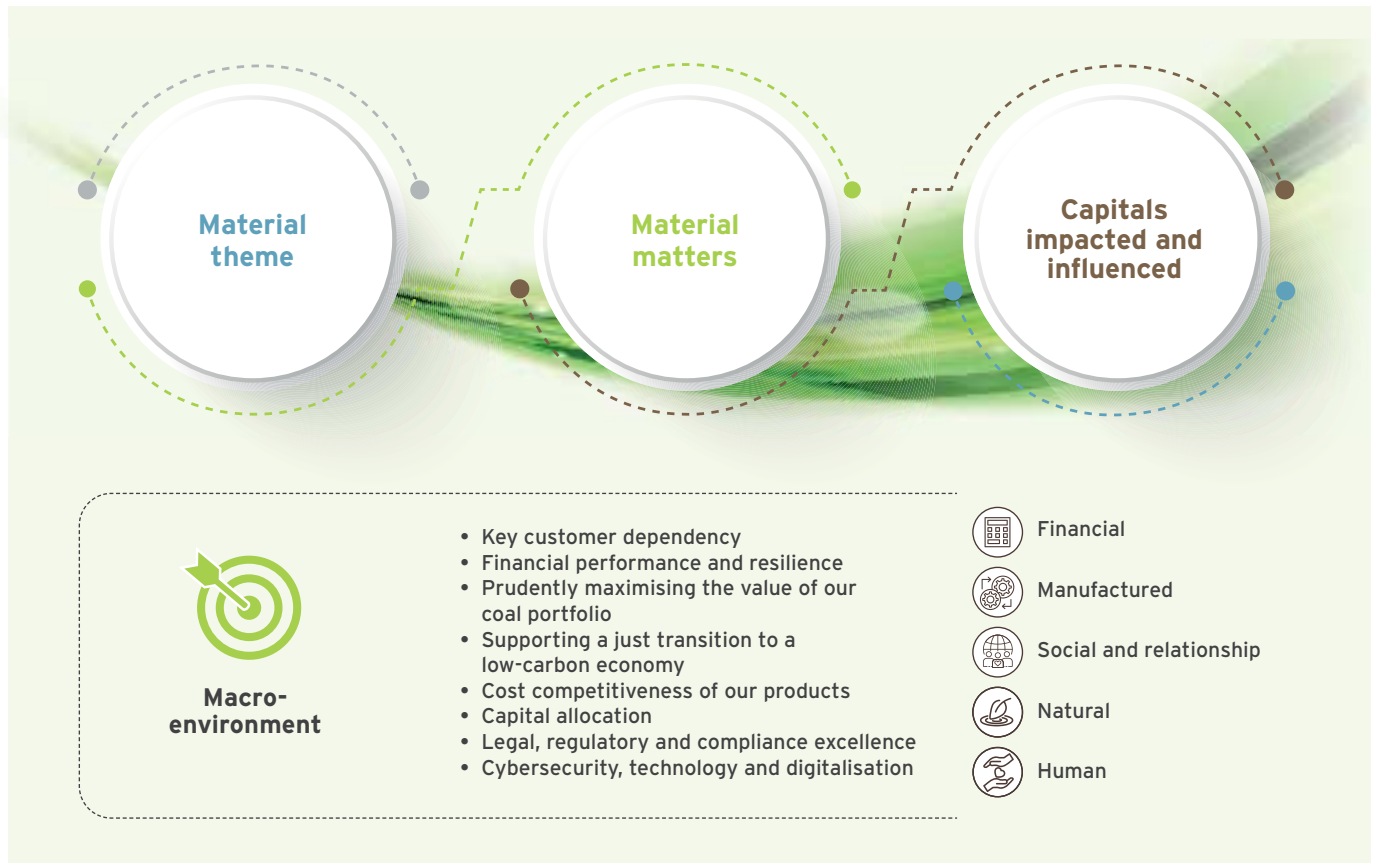 Material
theme
Material
matters
Capitals
impacted and
influenced
Macro-
environment
• Key customer dependency
• Financial performance and resilience
• Prudently maximising the value of our
coal portfolio
• Supporting a just transition to a
low-carbon economy
• Cost competitiveness of our products
• Capital allocation
• Legal, regulatory and compliance excellence
• Cybersecurity, technology and digitalisation
Financial
Manufactured
Social and relationship
Natural
Human